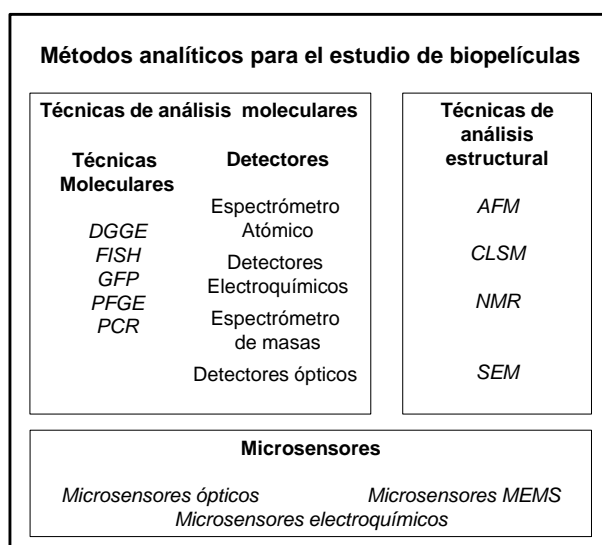 Métodos analíticos para el estudio de biopelículas
Técnicas de análisis moleculares
Técnicas
Moleculares
DGGE
FISH
GFP
PFGE
PCR
Detectores
Espectrómetro
Atómico
Detectores
Electroquímicos
Espectrómetro
de masas
Detectores ópticos
Técnicas de
análisis
estructural
AFM
CLSM
NMR
SEM
Microsensores
Microsensores ópticos
Microsensores MEMS
Microsensores electroquímicos